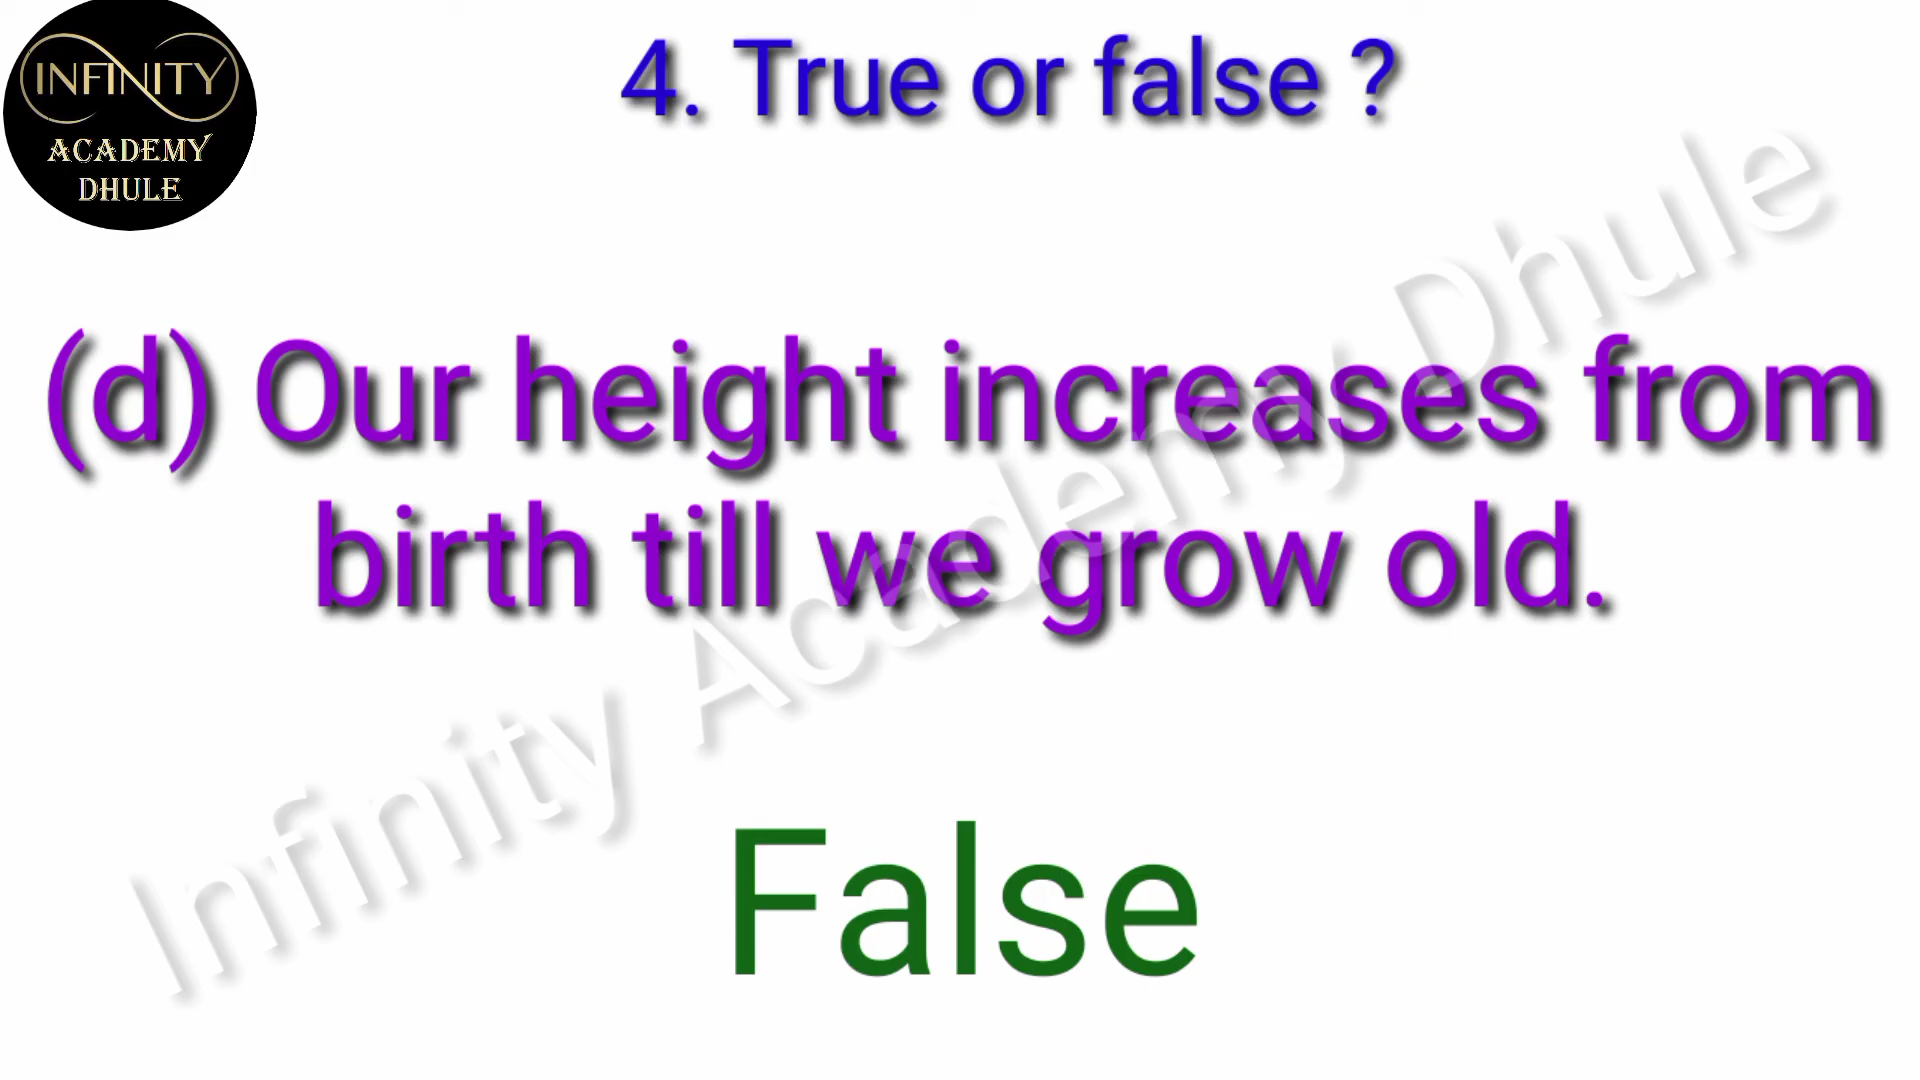 INFINITY
ACADEMY
DHULE
4. True or false ?
(d) Our height increases from
birth till we grow old.
Infinity Academy Dhule
False